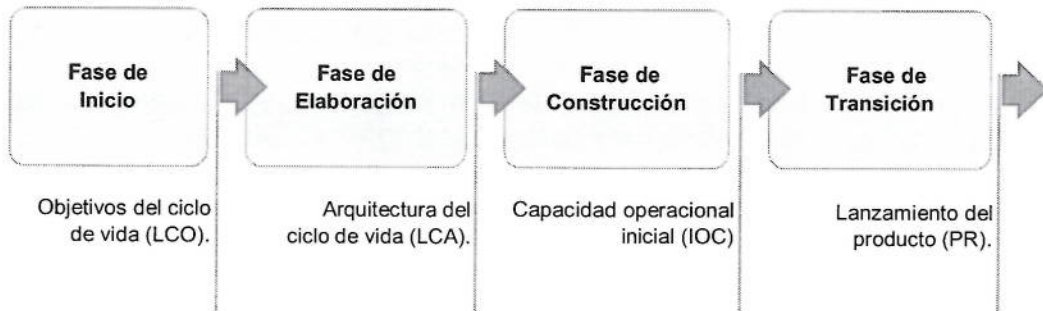 Fase de
Inicio
Fase de
Elaboración
Fase de
Construcción
Fase de
Transición
Objetivos del ciclo
de vida (LCO).
Arquitectura del
ciclo de vida (LCA).
Capacidad operacional
inicial (IOC)
Lanzamiento del
producto (PR).